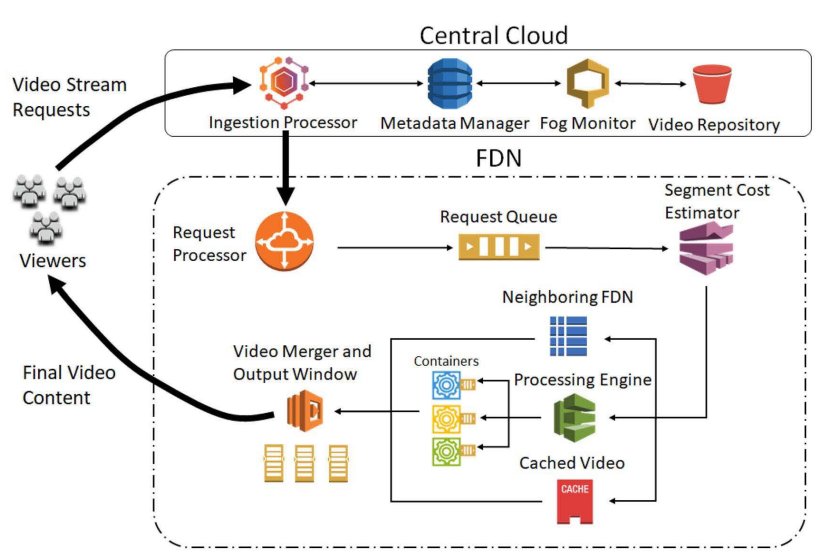 Central Cloud
Video Stream
Requests
Ingestion Processor
Metadata Manager
Fog Monitor
Video Repository
FDN
Viewers
Request
Processor
Request Queue
Segment Cost
Estimator
Neighboring FDN
Video Merger and
Output Window
Containers
Processing Engine
Final Video
Content
Cached Video
CACHE